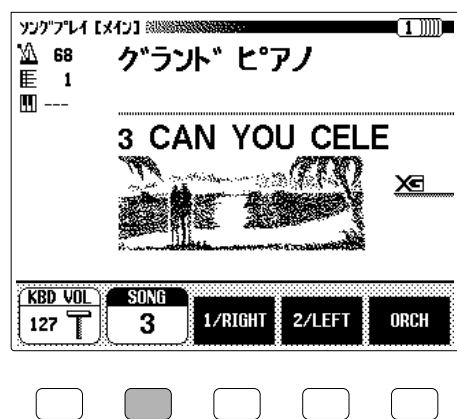 ソングプレイ [メイン]
1
68
グランド ピアノ
1
---
3 CAN YOU CELE
XG
KBD VOL
SONG
127
3
1/RIGHT
2/LEFT
ORCH